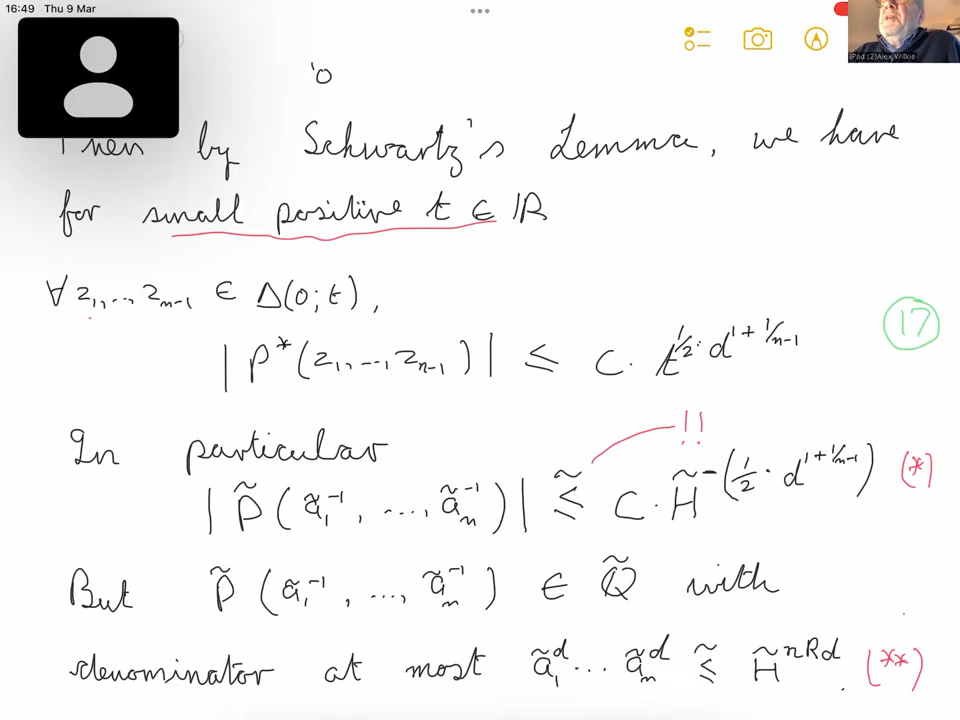 16:49 Thu 9 Mar
iPad (2)Alex Wilkie
'o
Then by Schwartz's Lemma, we have
for small positive t ∈ ℝ
∀ z₁, ..., zₙ₋₁ ∈ Δ(0; t),
17
|P*(z₁, ..., zₙ₋₁)| ≤ C · t^{1/2 · d^{1 + 1/n-1}}
!!
In particular
|P̃(ã₁⁻¹, ..., ãₙ⁻¹)| ≤̃ C · H̃^{-(1/2 · d^{1 + 1/n-1})} (*)
But P̃(ã₁⁻¹, ..., ãₙ⁻¹) ∈ ℚ̃ with
denominator at most ã₁ᵈ ... ãₙᵈ ≤̃ H̃^{nRd}. (**)